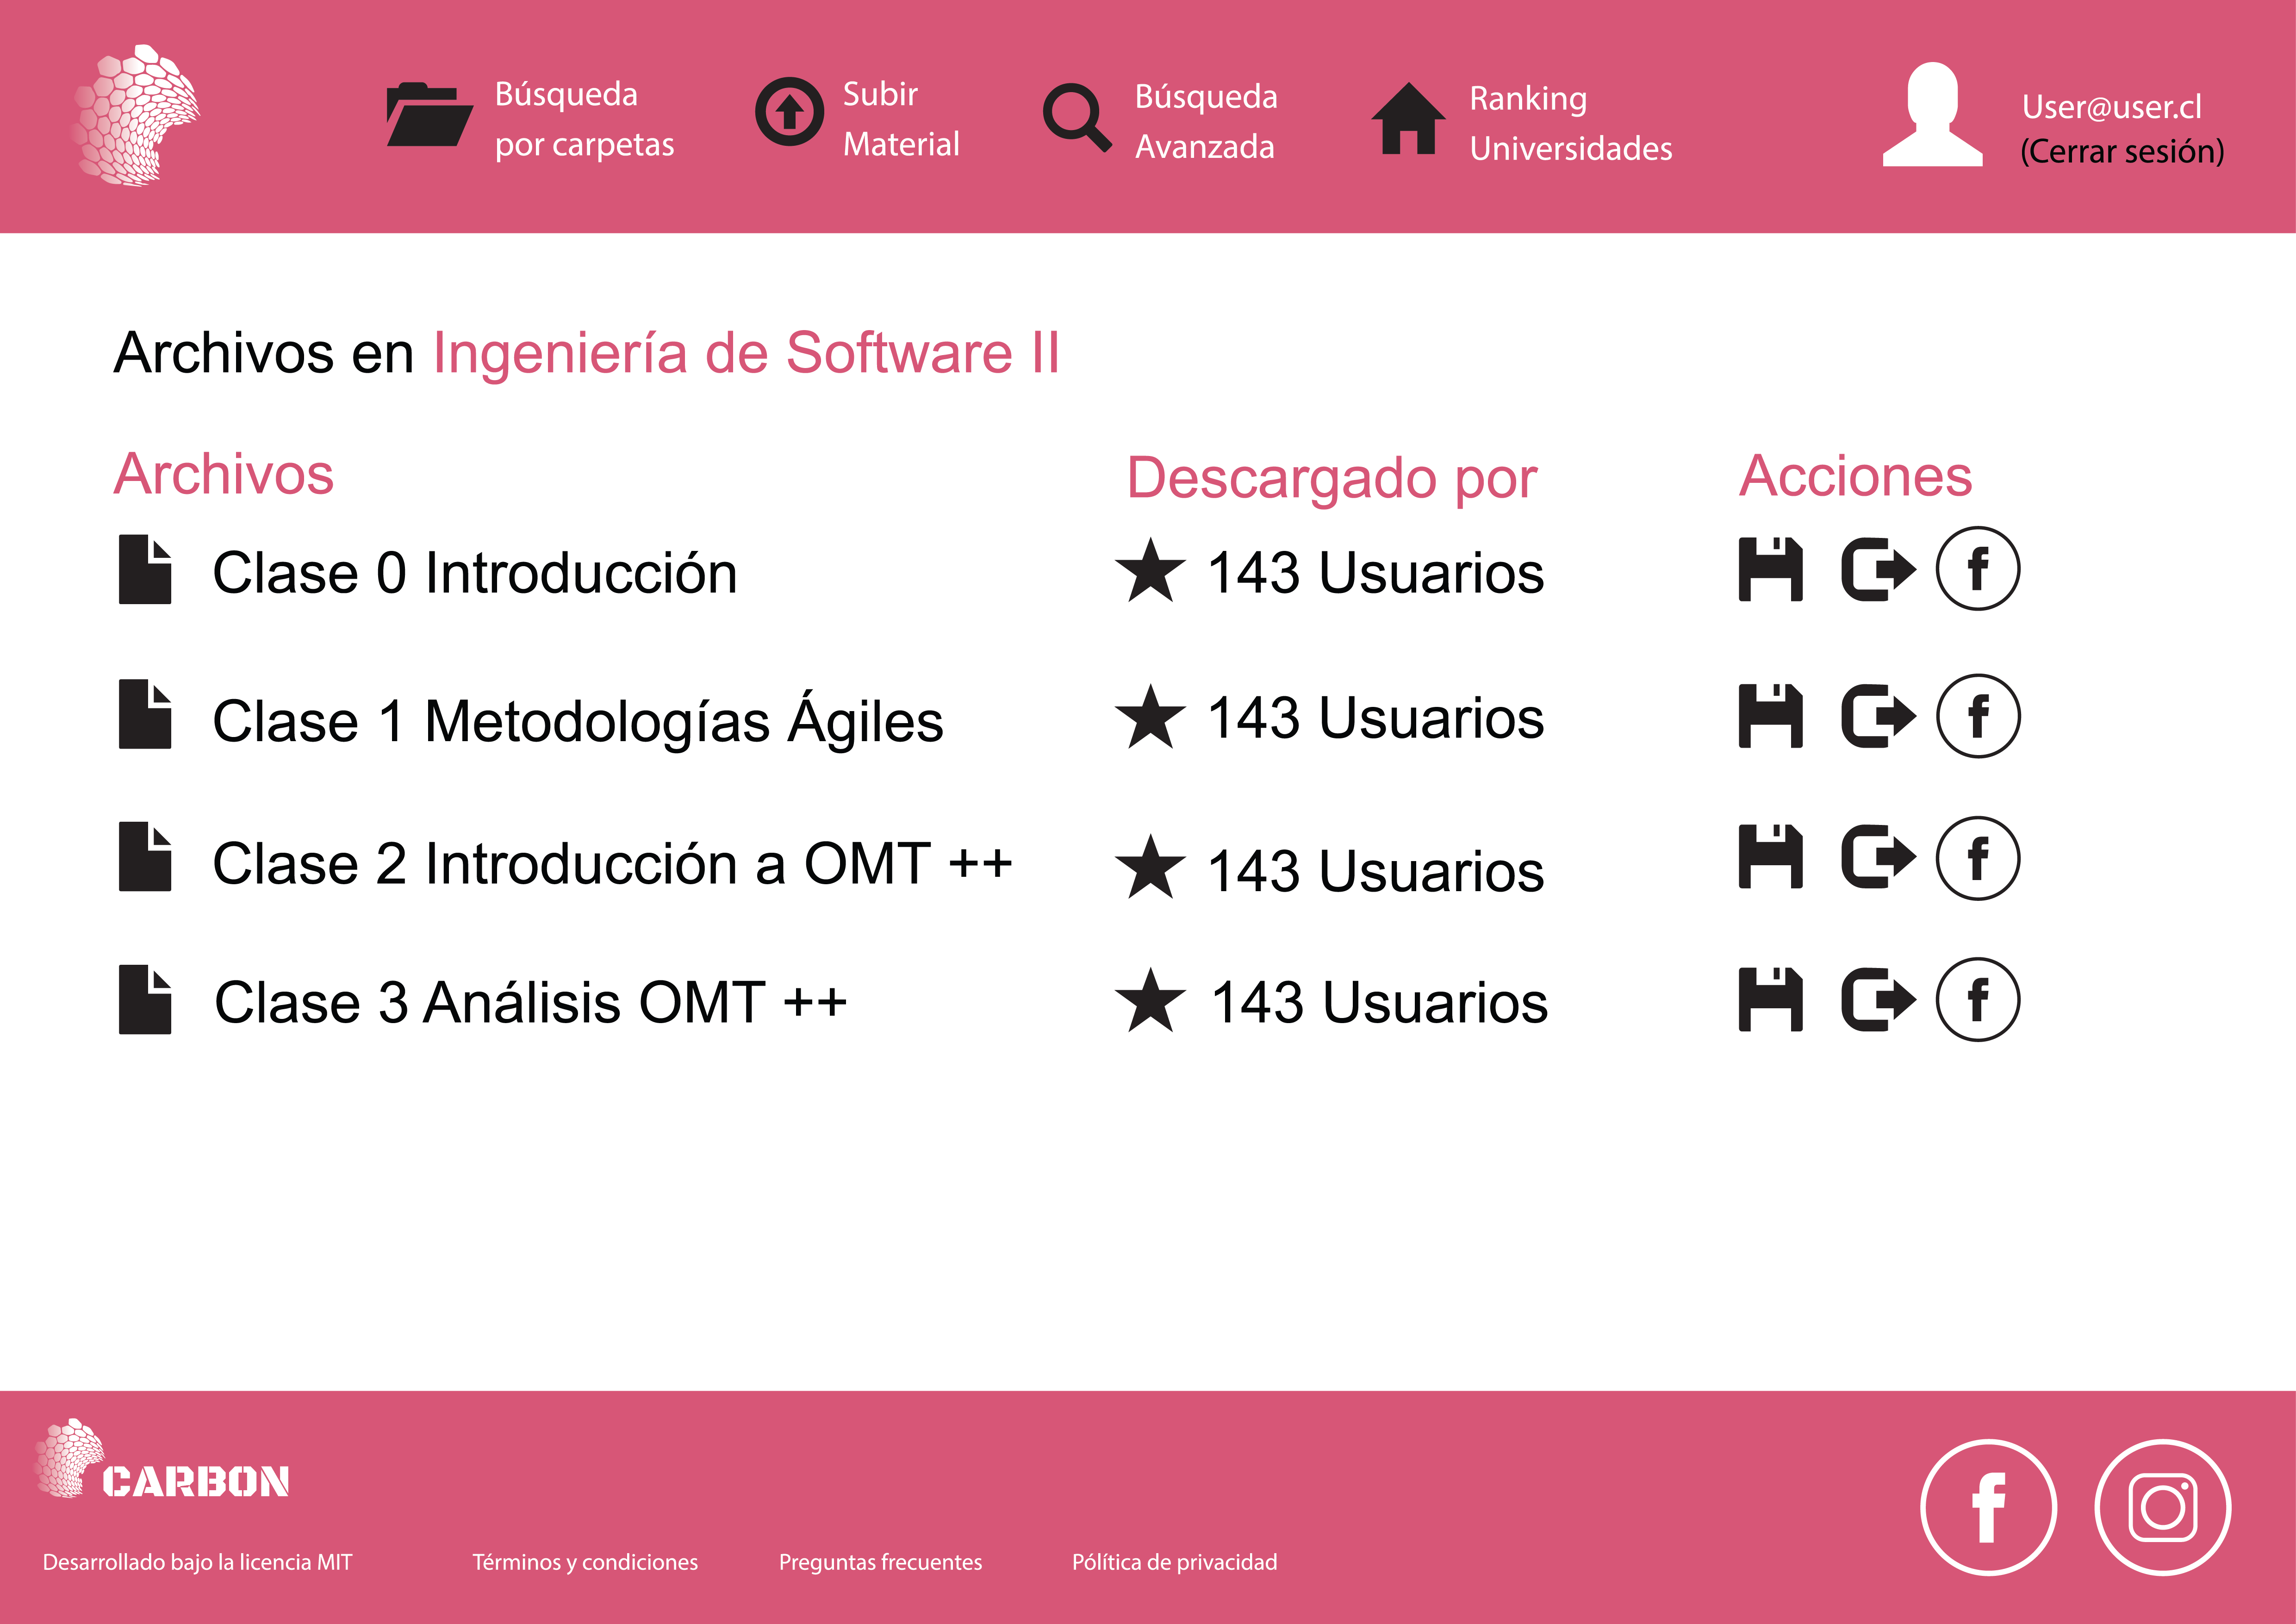 Búsqueda
por carpetas
Subir
Material
Búsqueda
Avanzada
Ranking
Universidades
User@user.cl
(Cerrar sesión)
Archivos en Ingeniería de Software II
Archivos Descargado por Acciones
Clase 0 Introducción 143 Usuarios
Clase 1 Metodologías Ágiles 143 Usuarios
Clase 2 Introducción a OMT ++ 143 Usuarios
Clase 3 Análisis OMT ++ 143 Usuarios
CARBON
Desarrollado bajo la licencia MIT Términos y condiciones Preguntas frecuentes Pólítica de privacidad